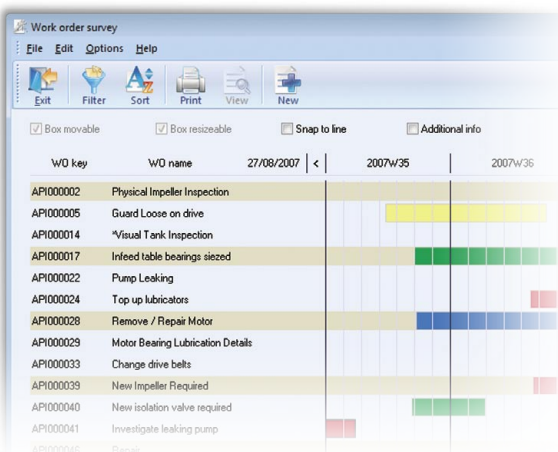 Work order survey
File Edit Options Help
Exit Filter Sort Print View New
Box movable Box resizeable Snap to line Additional info
WO key WO name 27/08/2007 < 2007W35 2007W36
API000002 Physical Impeller Inspection
API000005 Guard Loose on drive
API000014 *Visual Tank Inspection
API000017 Infeed table bearings siezed
API000022 Pump Leaking
API000024 Top up lubricators
API000028 Remove / Repair Motor
API000029 Motor Bearing Lubrication Details
API000033 Change drive belts
API000039 New Impeller Required
API000040 New isolation valve required
API000041 Investigate leaking pump
API000046 Repair